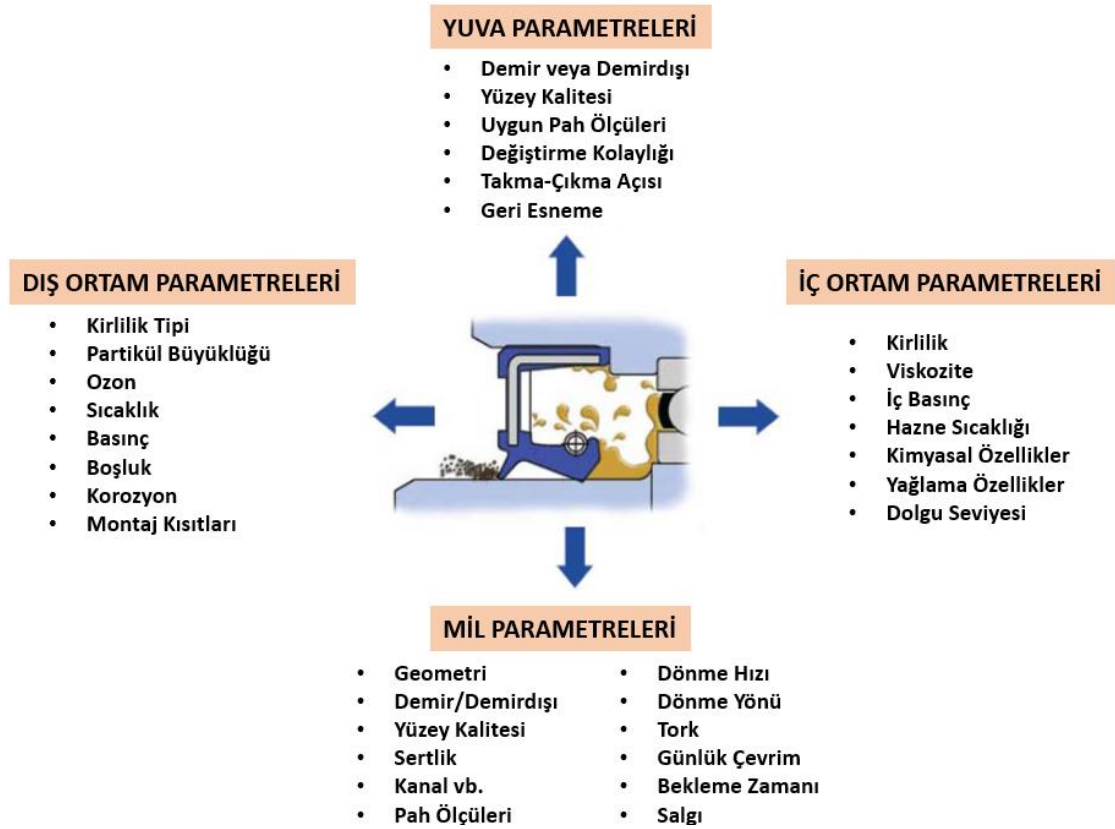 YUVA PARAMETRELERİ
• Demir veya Demirdışı
• Yüzey Kalitesi
• Uygun Pah Ölçüleri
• Değiştirme Kolaylığı
• Takma-Çıkma Açısı
• Geri Esneme
DIŞ ORTAM PARAMETRELERİ
• Kirlilik Tipi
• Partikül Büyüklüğü
• Ozon
• Sıcaklık
• Basınç
• Boşluk
• Korozyon
• Montaj Kısıtları
İÇ ORTAM PARAMETRELERİ
• Kirlilik
• Viskozite
• İç Basınç
• Hazne Sıcaklığı
• Kimyasal Özellikler
• Yağlama Özellikler
• Dolgu Seviyesi
MİL PARAMETRELERİ
• Geometri
• Demir/Demirdışı
• Yüzey Kalitesi
• Sertlik
• Kanal vb.
• Pah Ölçüleri
• Dönme Hızı
• Dönme Yönü
• Tork
• Günlük Çevrim
• Bekleme Zamanı
• Salgı